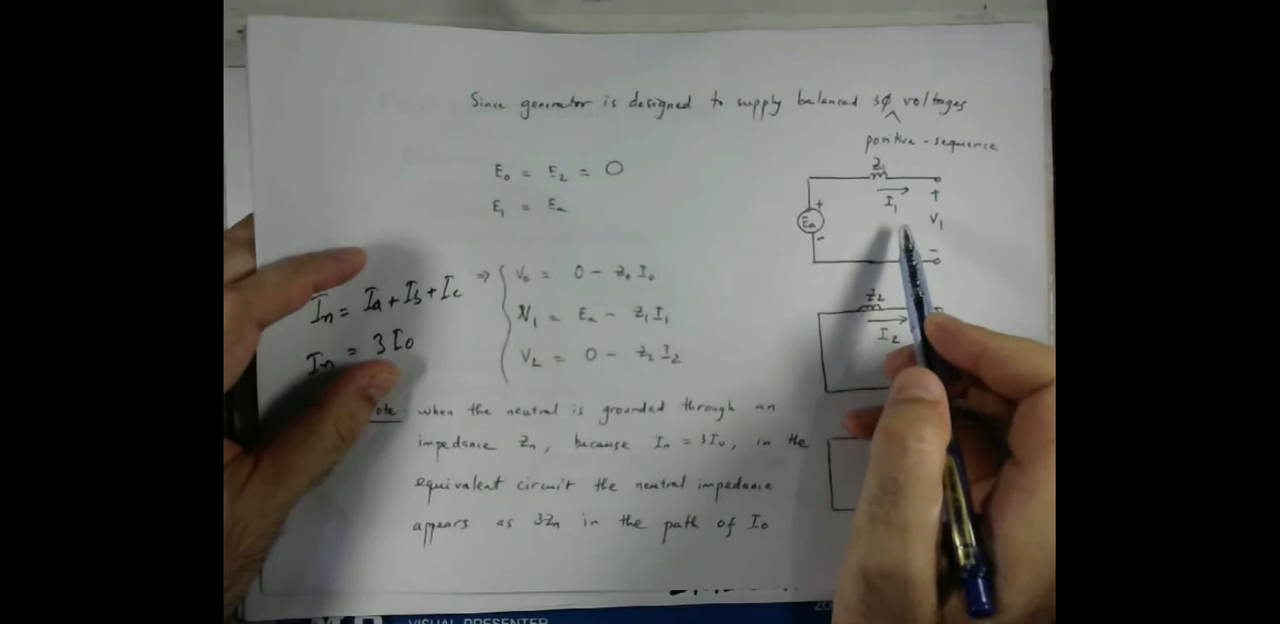 Since generator is designed to supply balanced 3φ voltages
^
positive-sequence
E₀ = E₂ = 0
E₁ = Eₐ
Z₁
I₁
+
V₁
-
+
Eₐ
-
Iₙ = Iₐ + I_b + I_c
Iₙ = 3I₀
⇒ { V₀ = 0 - Z₀ I₀
V₁ = Eₐ - Z₁ I₁
V₂ = 0 - Z₂ I₂
Z₂
I₂
when the neutral is grounded through an
impedance Zₙ, because Iₙ = 3I₀, in the
equivalent circuit the neutral impedance
appears as 3Zₙ in the path of I₀
VISUAL PRESENTER